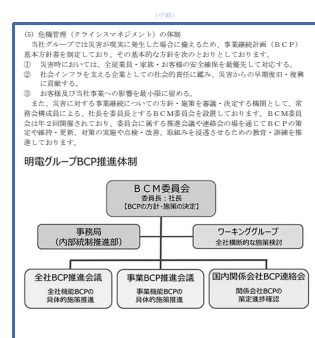 (中略)
(5) 危機管理(クライシスマネジメント)の体制
当社グループでは災害が現実に発生した場合に備えるため、事業継続計画(BCP)
基本方針書を制定しており、その基本的な方針を次のとおりとしております。
① 災害時においては、全従業員・家族・お客様の安全確保を最優先して対応する。
② 社会インフラを支える企業としての社会的責任に鑑み、災害からの早期復旧・復興
に貢献する。
③ お客様及び当社事業への影響を最小限に留める。
また、災害に対する事業継続についての方針・施策を審議・決定する機関として、常
務会構成員による、社長を委員長とするBCM委員会を設置しております。BCM委員
会は年2回開催されており、委員会に属する推進会議や連絡会の場を通じてBCPの策
定や維持・更新、対策の実施や点検・改善、取組みを浸透させるための教育・訓練を推
進しております。
明電グループBCP推進体制
BCM委員会
委員長:社長
【BCPの方針・施策の決定】
事務局
(内部統制推進部)
ワーキンググループ
全社横断的な施策検討
全社BCP推進会議
全社機能BCPの
具体的施策推進
事業BCP推進会議
事業機能BCPの
具体的施策推進
国内関係会社BCP連絡会
関係会社BCPの
策定進捗確認